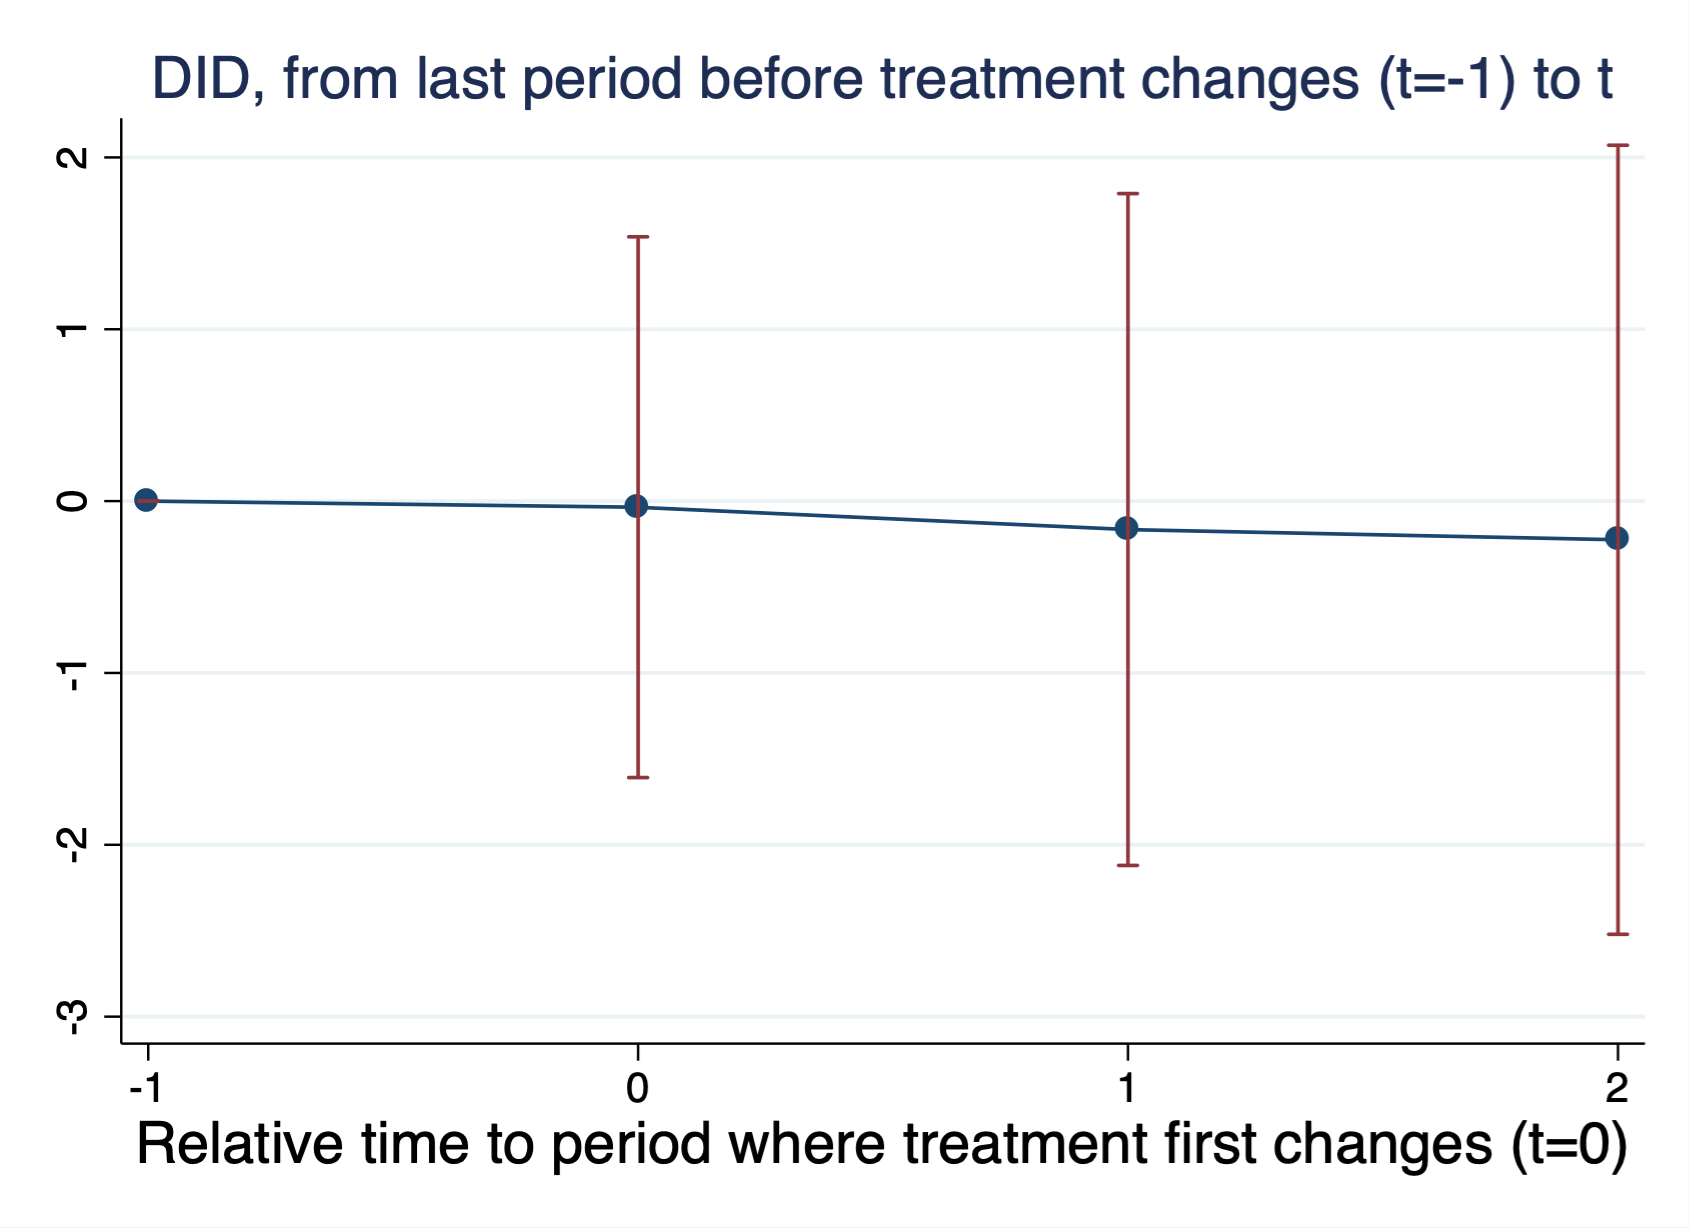 DID, from last period before treatment changes (t=-1) to t
2
1
0
-1
-2
-3
-1 0 1 2
Relative time to period where treatment first changes (t=0)